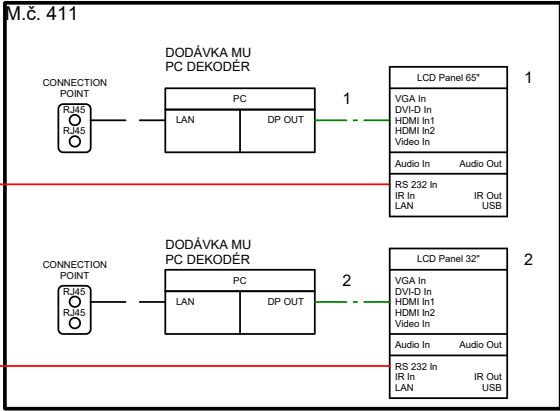 M.č. 411
DODÁVKA MU
PC DEKODÉR
CONNECTION
POINT
RJ45
RJ45
PC
LAN
DP OUT
1
LCD Panel 65"
1
VGA In
DVI-D In
HDMI In1
HDMI In2
Video In
Audio In
Audio Out
RS 232 In
IR In
IR Out
LAN
USB
DODÁVKA MU
PC DEKODÉR
CONNECTION
POINT
RJ45
RJ45
PC
LAN
DP OUT
2
LCD Panel 32"
2
VGA In
DVI-D In
HDMI In1
HDMI In2
Video In
Audio In
Audio Out
RS 232 In
IR In
IR Out
LAN
USB